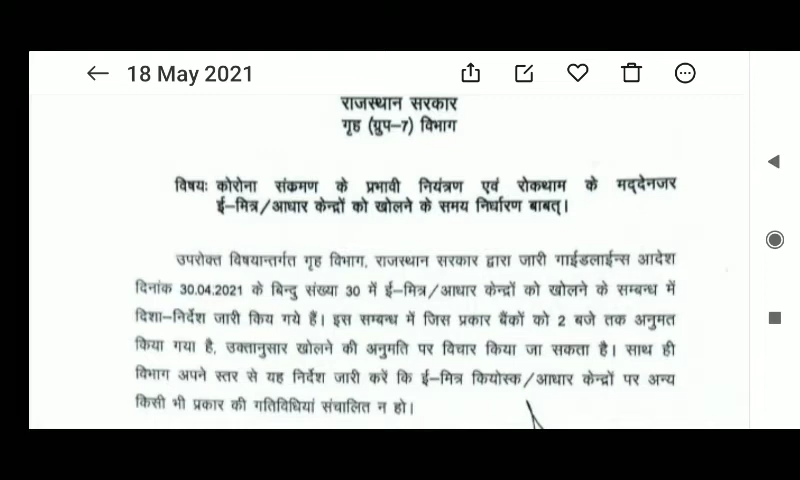 18 May 2021
राजस्थान सरकार
गृह (ग्रुप–7) विभाग
विषयः कोरोना संक्रमण के प्रभावी नियंत्रण एवं रोकथाम के मद्देनजर
ई–मित्र/आधार केन्द्रों को खोलने के समय निर्धारण बाबत्।
उपरोक्त विषयान्तर्गत गृह विभाग, राजस्थान सरकार द्वारा जारी गाईडलाईन्स आदेश
दिनांक 30.04.2021 के बिन्दु संख्या 30 में ई–मित्र/आधार केन्द्रों को खोलने के सम्बन्ध में
दिशा–निर्देश जारी किय गये हैं। इस सम्बन्ध में जिस प्रकार बैंकों को 2 बजे तक अनुमत
किया गया है, उक्तानुसार खोलने की अनुमति पर विचार किया जा सकता है। साथ ही
विभाग अपने स्तर से यह निर्देश जारी करें कि ई–मित्र कियोस्क/आधार केन्द्रों पर अन्य
किसी भी प्रकार की गतिविधियां संचालित न हो।